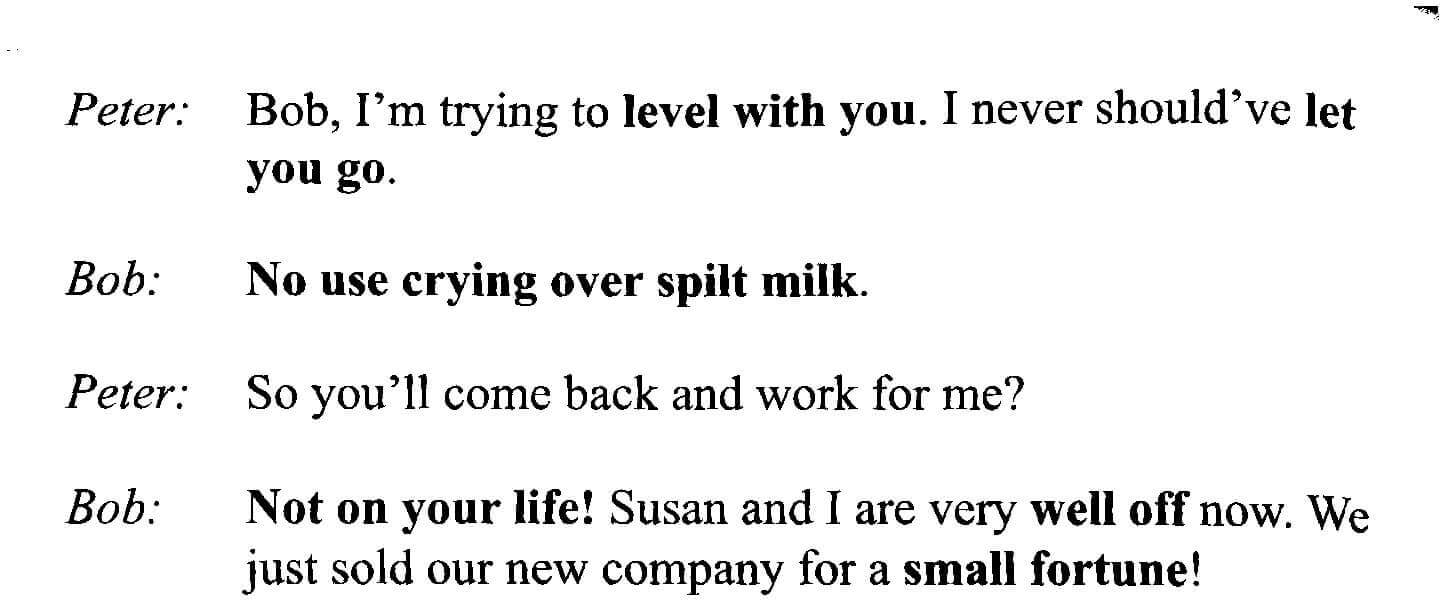 Peter: Bob, I'm trying to level with you. I never should've let
you go.
Bob: No use crying over spilt milk.
Peter: So you'll come back and work for me?
Bob: Not on your life! Susan and I are very well off now. We
just sold our new company for a small fortune!